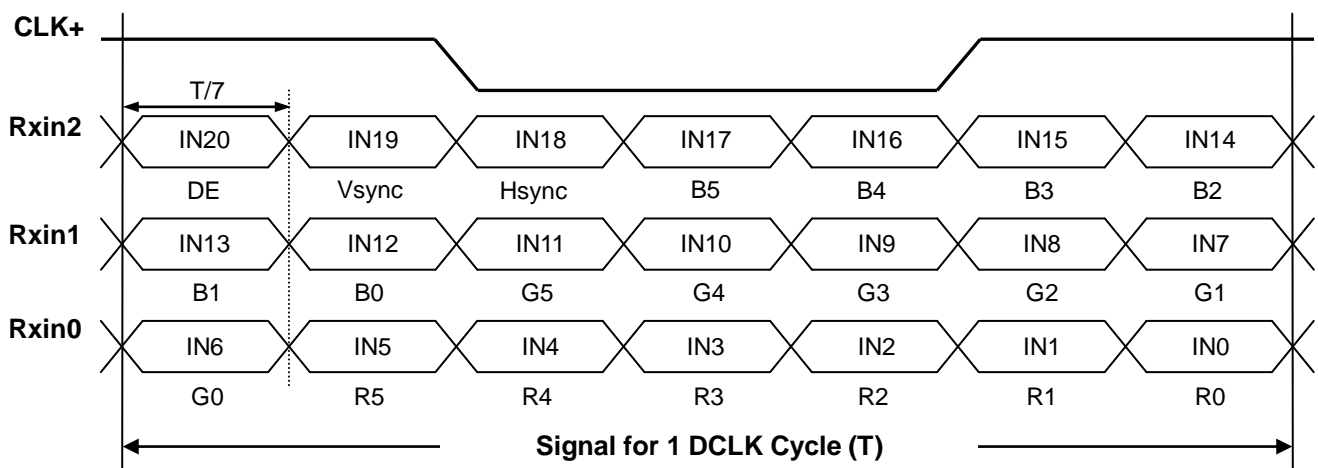 CLK+
T/7
Rxin2 IN20 IN19 IN18 IN17 IN16 IN15 IN14
DE Vsync Hsync B5 B4 B3 B2
Rxin1 IN13 IN12 IN11 IN10 IN9 IN8 IN7
B1 B0 G5 G4 G3 G2 G1
Rxin0 IN6 IN5 IN4 IN3 IN2 IN1 IN0
G0 R5 R4 R3 R2 R1 R0
Signal for 1 DCLK Cycle (T)